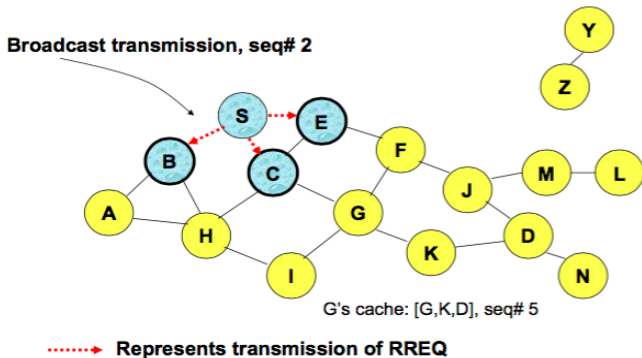 Y
Broadcast transmission, seq# 2
Z
S
E
B
F
C
M
L
J
A
G
H
D
K
I
N
G's cache: [G,K,D], seq# 5
Represents transmission of RREQ